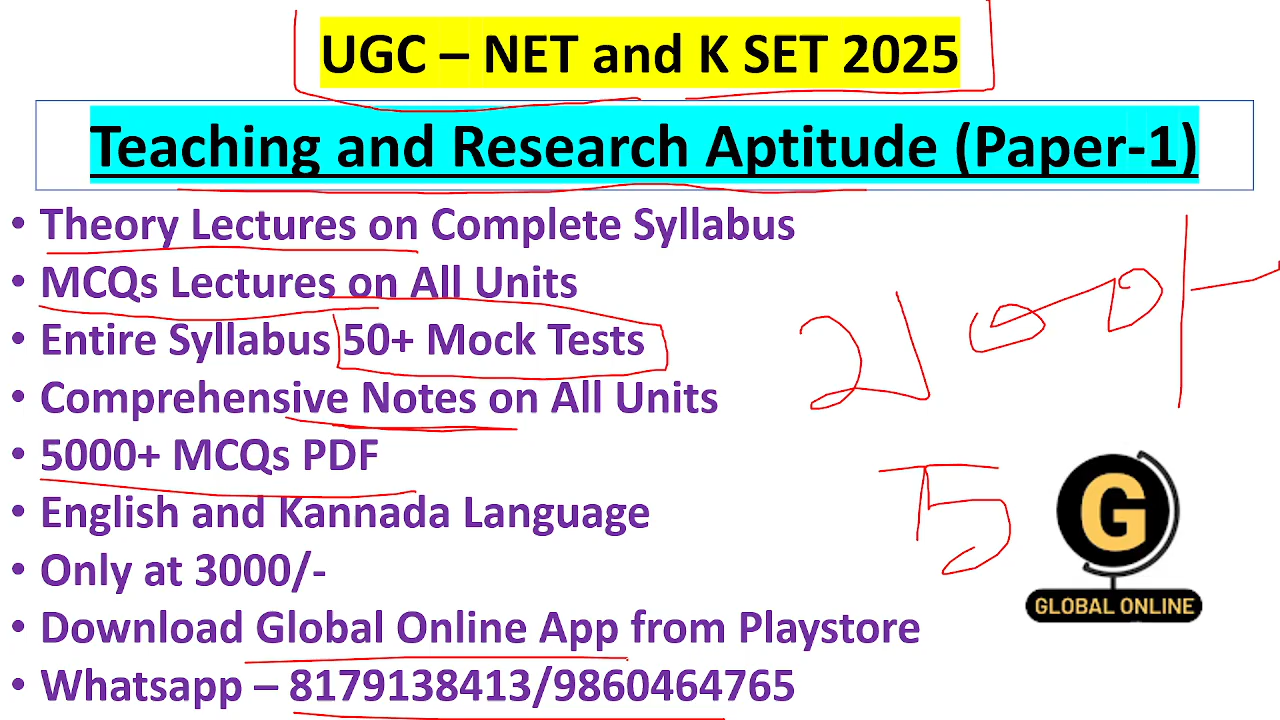 UGC – NET and K SET 2025
Teaching and Research Aptitude (Paper-1)
• Theory Lectures on Complete Syllabus
• MCQs Lectures on All Units
• Entire Syllabus 50+ Mock Tests
• Comprehensive Notes on All Units
• 5000+ MCQs PDF
• English and Kannada Language
• Only at 3000/-
• Download Global Online App from Playstore
• Whatsapp – 8179138413/9860464765
5
G
GLOBAL ONLINE